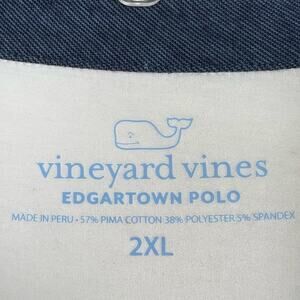 vineyard vines
EDGARTOWN POLO
MADE IN PERU • 57% PIMA COTTON 38% POLYESTER 5% SPANDEX
2XL